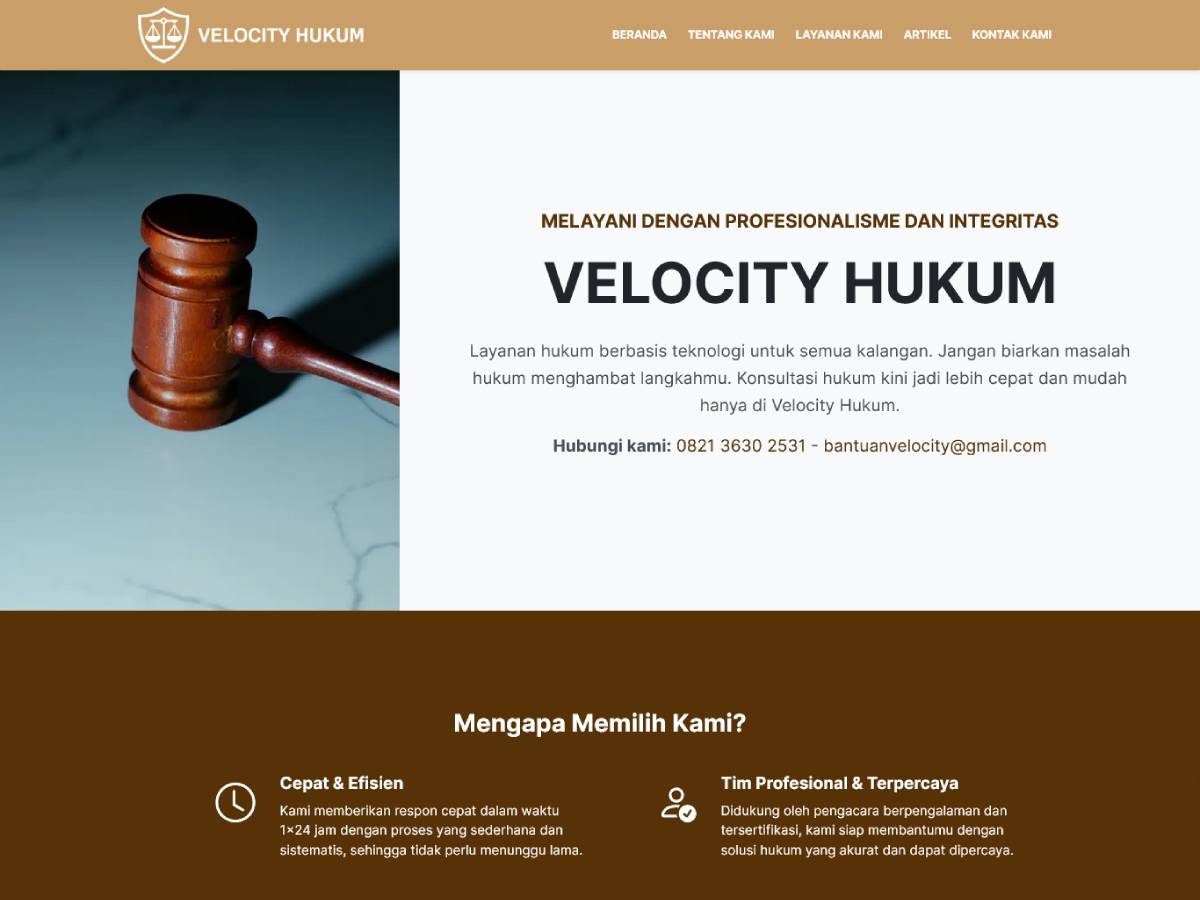 VELOCITY HUKUM
BERANDA TENTANG KAMI LAYANAN KAMI ARTIKEL KONTAK KAMI
MELAYANI DENGAN PROFESIONALISME DAN INTEGRITAS
VELOCITY HUKUM
Layanan hukum berbasis teknologi untuk semua kalangan. Jangan biarkan masalah
hukum menghambat langkahmu. Konsultasi hukum kini jadi lebih cepat dan mudah
hanya di Velocity Hukum.
Hubungi kami: 0821 3630 2531 - bantuanvelocity@gmail.com
Mengapa Memilih Kami?
Cepat & Efisien
Kami memberikan respon cepat dalam waktu
1×24 jam dengan proses yang sederhana dan
sistematis, sehingga tidak perlu menunggu lama.
Tim Profesional & Terpercaya
Didukung oleh pengacara berpengalaman dan
tersertifikasi, kami siap membantumu dengan
solusi hukum yang akurat dan dapat dipercaya.